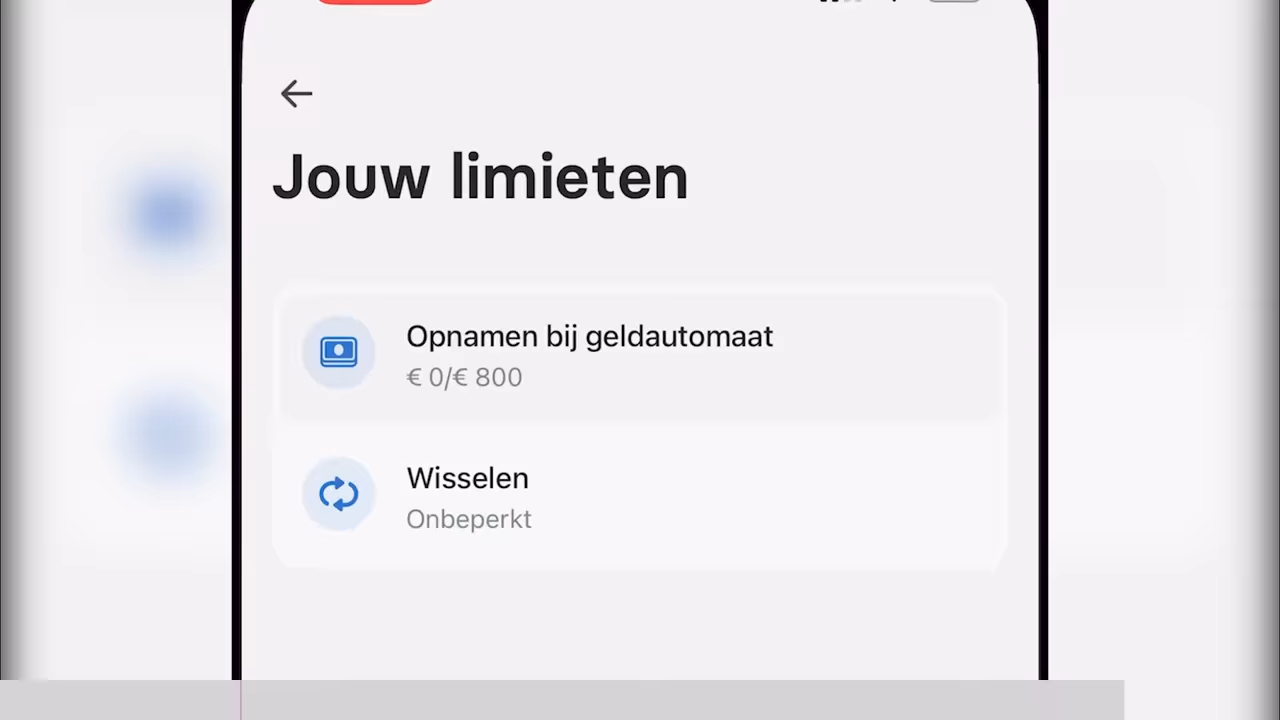 Jouw limieten
Opnamen bij geldautomaat
€ 0/€ 800
Wisselen
Onbeperkt